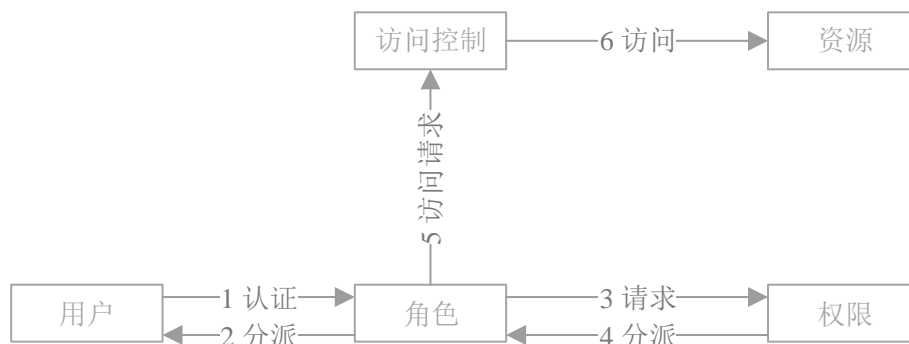 访问控制
6 访问
资源
5 访问请求
用户
1 认证
2 分派
角色
3 请求
4 分派
权限